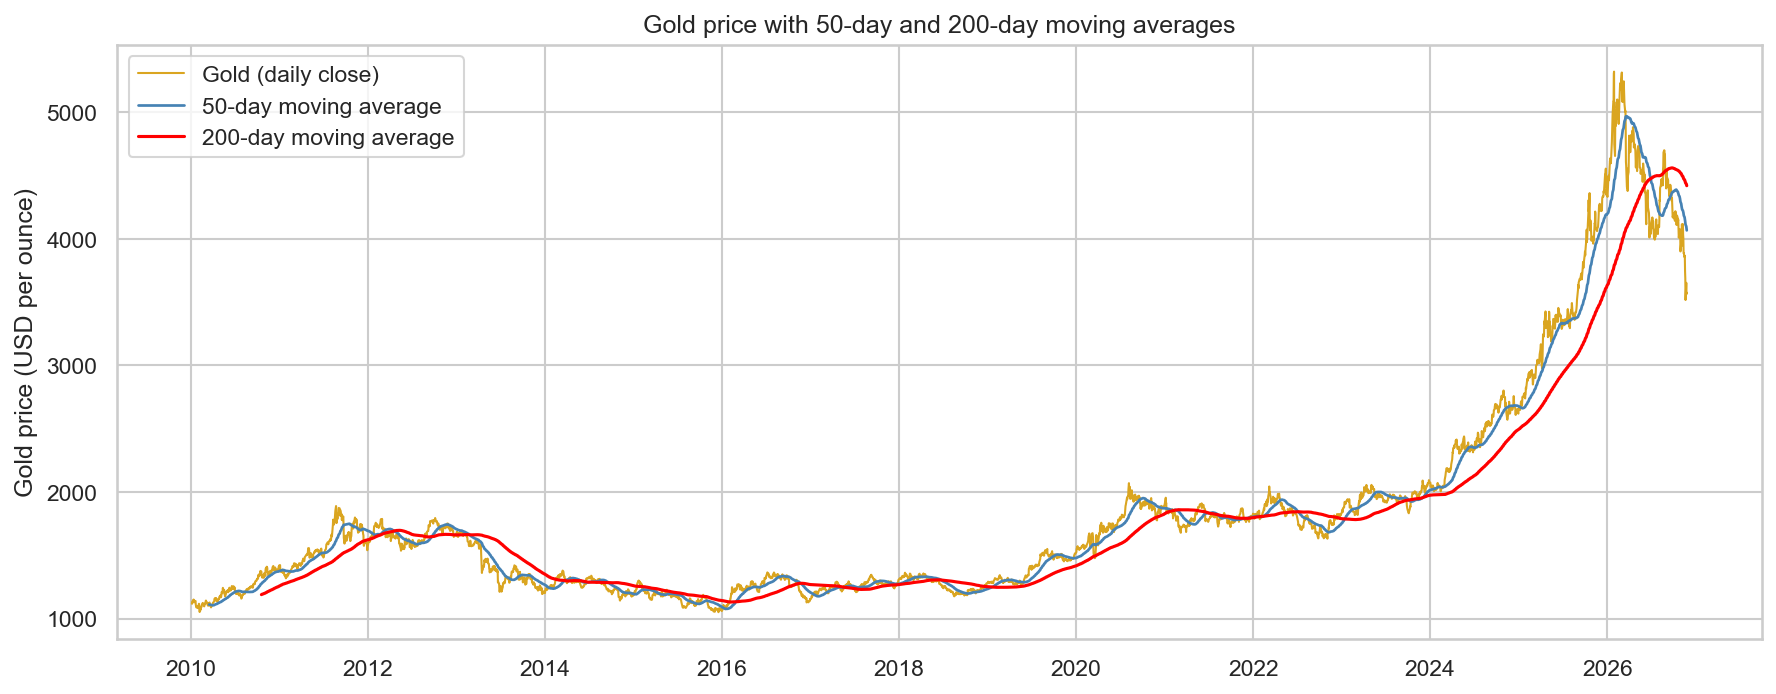 Gold price with 50-day and 200-day moving averages
Gold (daily close)
50-day moving average
200-day moving average
Gold price (USD per ounce)
5000
4000
3000
2000
1000
2010 2012 2014 2016 2018 2020 2022 2024 2026